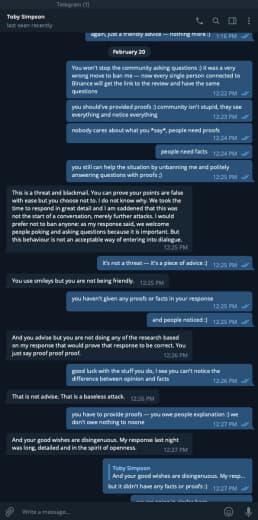 Telegram (1)
Toby Simpson
last seen recently
again, just a friendly advice — nothing more :) 1:16 PM
February 20
You won't stop the community asking questions :) it was a very
wrong move to ban me — now every single person connected to
Binance will get the link to the review and have the same
questions 12:22 PM
you should've provided proofs :) community isn't stupid, they see
everything and notice everything 12:23 PM
nobody cares about what you *say*, people need proofs
12:24 PM
people need facts 12:24 PM
you still can help the situation by unbanning me and politely
answering questions with proofs ;) 12:25 PM
This is a threat and blackmail. You can prove your points are false
with ease but you choose not to. I do not know why. We took the
time to respond in great detail and I am saddened that this was
not the start of a conversation, merely further attacks. I would
prefer not to ban anyone: as my response said, we welcome
people poking and asking questions because it is important. But
this behaviour is not an acceptable way of entering into dialogue.
12:25 PM
it's not a threat — it's a piece of advice :) 12:25 PM
You use smileys but you are not being friendly. 12:25 PM
you haven't given any proofs or facts in your response
12:25 PM
and people noticed :) 12:25 PM
And you advice but you are not doing any of the research based
on my response that would prove that response to be correct. You
just say proof proof proof. 12:26 PM
good luck with the stuff you do, I see you can't notice the
difference between opinion and facts 12:26 PM
That is not advice. That is a baseless attack. 12:26 PM
you have to provide proofs — you owe people explanation :) we
don't owe nothing to noone 12:27 PM
And your good wishes are disingenuous. My response last night
was long, detailed and in the spirit of openness. 12:27 PM
Toby Simpson
And your good wishes are disingenuous. My resp...
but it didn't have any facts or proofs :) 12:27 PM
Write a message...